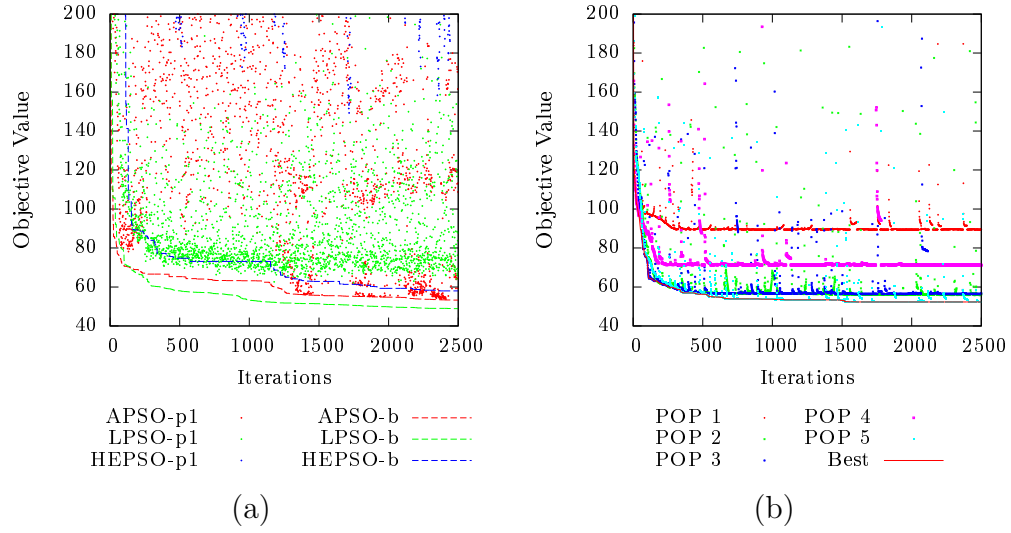 200
180
160
140
120
100
80
60
40
Objective Value
0 500 1000 1500 2000 2500
Iterations
APSO-p1 APSO-b
LPSO-p1 LPSO-b
HEPSO-p1 HEPSO-b
(a)
200
180
160
140
120
100
80
60
40
Objective Value
0 500 1000 1500 2000 2500
Iterations
POP 1 POP 4
POP 2 POP 5
POP 3 Best
(b)